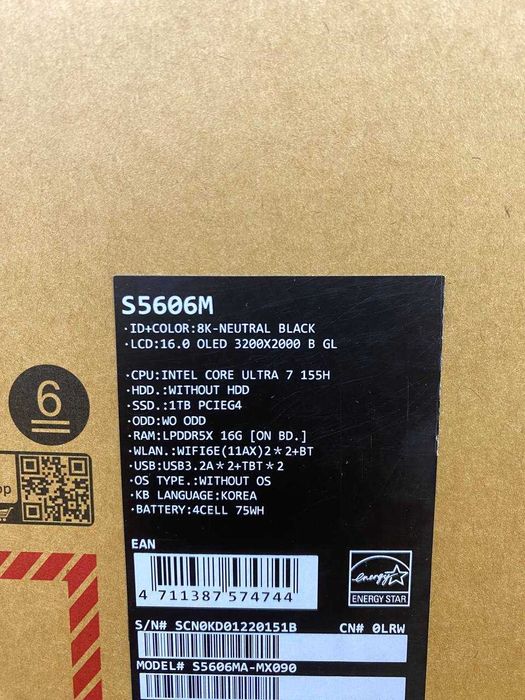 S5606M
·ID+COLOR:8K-NEUTRAL BLACK
·LCD:16.0 OLED 3200X2000 B GL
·CPU:INTEL CORE ULTRA 7 155H
·HDD.:WITHOUT HDD
·SSD.:1TB PCIEG4
·ODD:WO ODD
·RAM:LPDDR5X 16G [ON BD.]
·WLAN.:WIFI6E(11AX)2*2+BT
·USB:USB3.2A*2+TBT*2
·OS TYPE.:WITHOUT OS
·KB LANGUAGE:KOREA
·BATTERY:4CELL 75WH
6
EAN
4 711387 574744
energy
ENERGY STAR
S/N# SCN0KD01220151B CN# 0LRW
MODEL# S5606MA-MX090